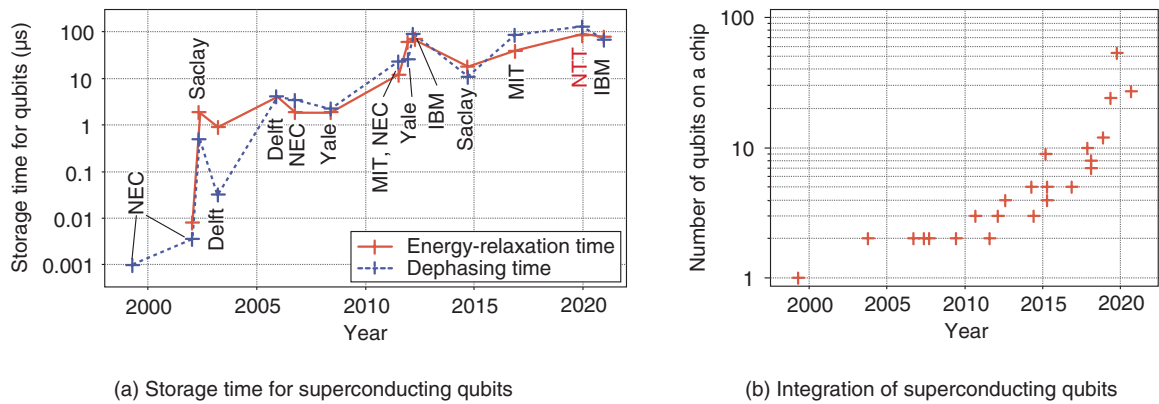 Storage time for qubits (μs)
100
10
1
0.1
0.01
0.001
NEC
Saclay
Delft
Delft
NEC
Yale
MIT, NEC
Yale
IBM
Saclay
MIT
NTT
IBM
Energy-relaxation time
Dephasing time
2000
2005
2010
2015
2020
Year
(a) Storage time for superconducting qubits
Number of qubits on a chip
100
10
1
2000
2005
2010
2015
2020
Year
(b) Integration of superconducting qubits